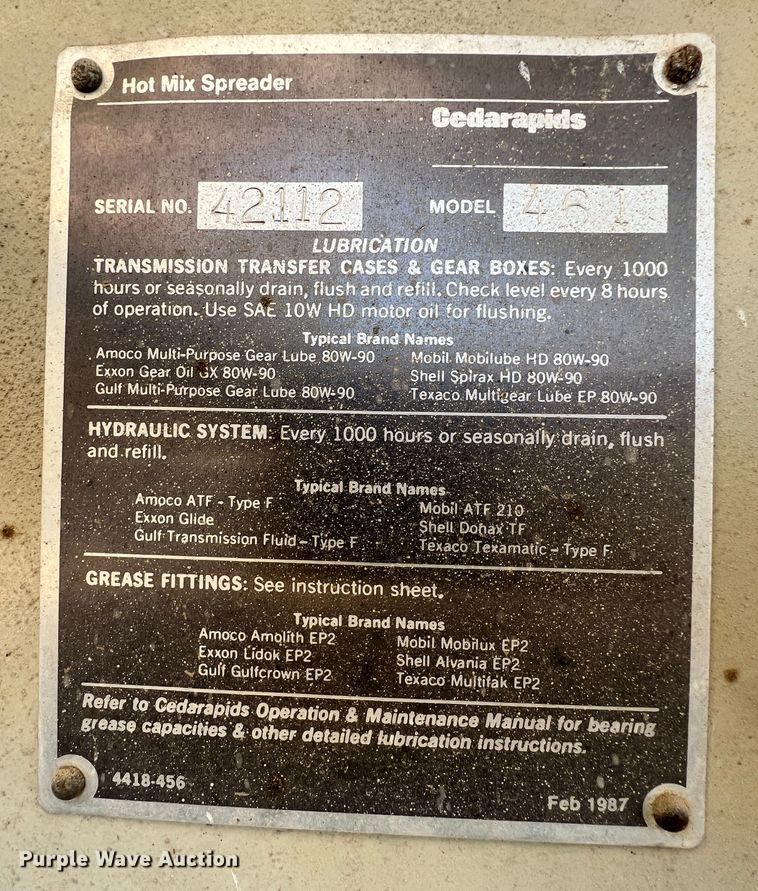 Hot Mix Spreader
Cedarapids
SERIAL NO. 42112 MODEL 461
LUBRICATION
TRANSMISSION TRANSFER CASES & GEAR BOXES: Every 1000
hours or seasonally drain, flush and refill. Check level every 8 hours
of operation. Use SAE 10W HD motor oil for flushing.
Typical Brand Names
Amoco Multi-Purpose Gear Lube 80W-90
Exxon Gear Oil GX 80W-90
Gulf Multi-Purpose Gear Lube 80W-90
Mobil Mobilube HD 80W-90
Shell Spirax HD 80W-90
Texaco Multigear Lube EP 80W-90
HYDRAULIC SYSTEM: Every 1000 hours or seasonally drain, flush
and refill.
Typical Brand Names
Amoco ATF - Type F
Exxon Glide
Gulf Transmission Fluid - Type F
Mobil ATF 210
Shell Donax TF
Texaco Texamatic - Type F
GREASE FITTINGS: See instruction sheet.
Typical Brand Names
Amoco Amolith EP2
Exxon Lidok EP2
Gulf Gulfcrown EP2
Mobil Mobilux EP2
Shell Alvania EP2
Texaco Multifak EP2
Refer to Cedarapids Operation & Maintenance Manual for bearing
grease capacities & other detailed lubrication instructions.
4418-456
Feb 1987
Purple Wave Auction